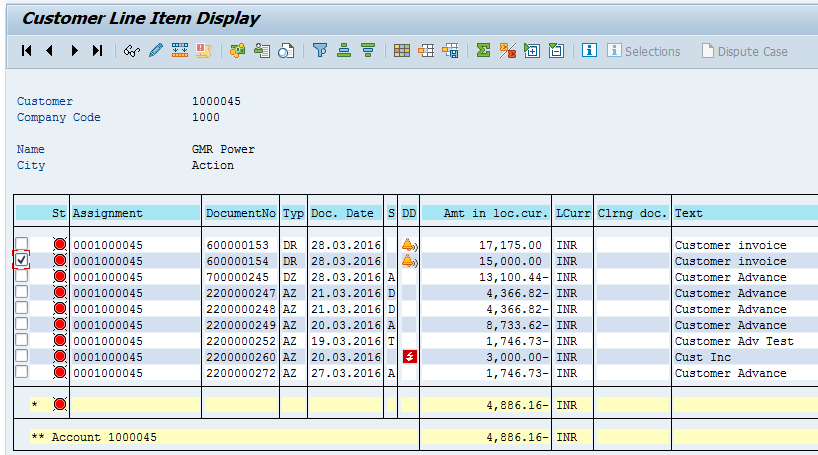 Customer Line Item Display
Selections Dispute Case
Customer 1000045
Company Code 1000
Name GMR Power
City Action
St Assignment DocumentNo Typ Doc. Date S DD Amt in loc.cur. LCurr Clrng doc. Text
0001000045 600000153 DR 28.03.2016 17,175.00 INR Customer invoice
0001000045 600000154 DR 28.03.2016 15,000.00 INR Customer invoice
0001000045 700000245 DZ 28.03.2016 A 13,100.44- INR Customer Advance
0001000045 2200000247 AZ 21.03.2016 D 4,366.82- INR Customer Advance
0001000045 2200000248 AZ 21.03.2016 D 4,366.82- INR Customer Advance
0001000045 2200000249 AZ 20.03.2016 A 8,733.62- INR Customer Advance
0001000045 2200000252 AZ 19.03.2016 T 1,746.73- INR Customer Adv Test
0001000045 2200000260 AZ 20.03.2016 3,000.00- INR Cust Inc
0001000045 2200000272 AZ 27.03.2016 A 1,746.73- INR Customer Advance
* 4,886.16- INR
** Account 1000045 4,886.16- INR